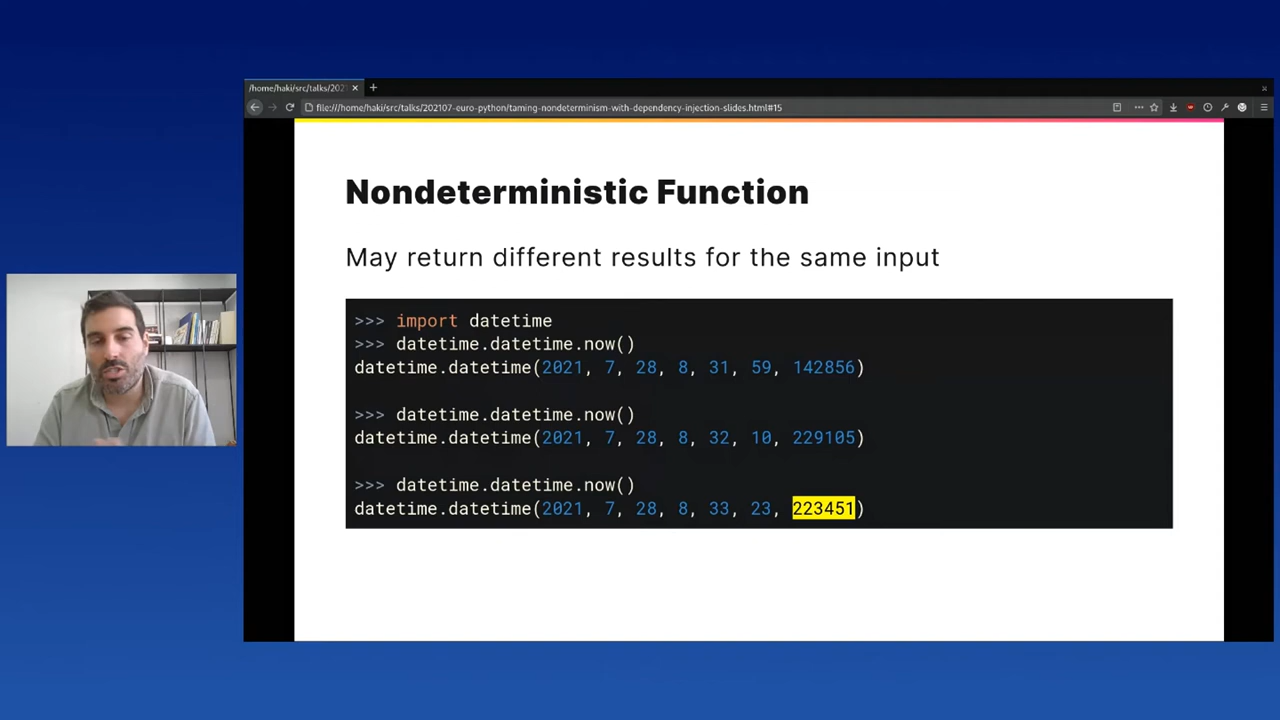 /home/haki/src/talks/202
file:///home/haki/src/talks/202107-euro-python/taming-nondeterminism-with-dependency-injection-slides.html#15
Nondeterministic Function
May return different results for the same input
>>> import datetime
>>> datetime.datetime.now()
datetime.datetime(2021, 7, 28, 8, 31, 59, 142856)
>>> datetime.datetime.now()
datetime.datetime(2021, 7, 28, 8, 32, 10, 229105)
>>> datetime.datetime.now()
datetime.datetime(2021, 7, 28, 8, 33, 23, 223451)